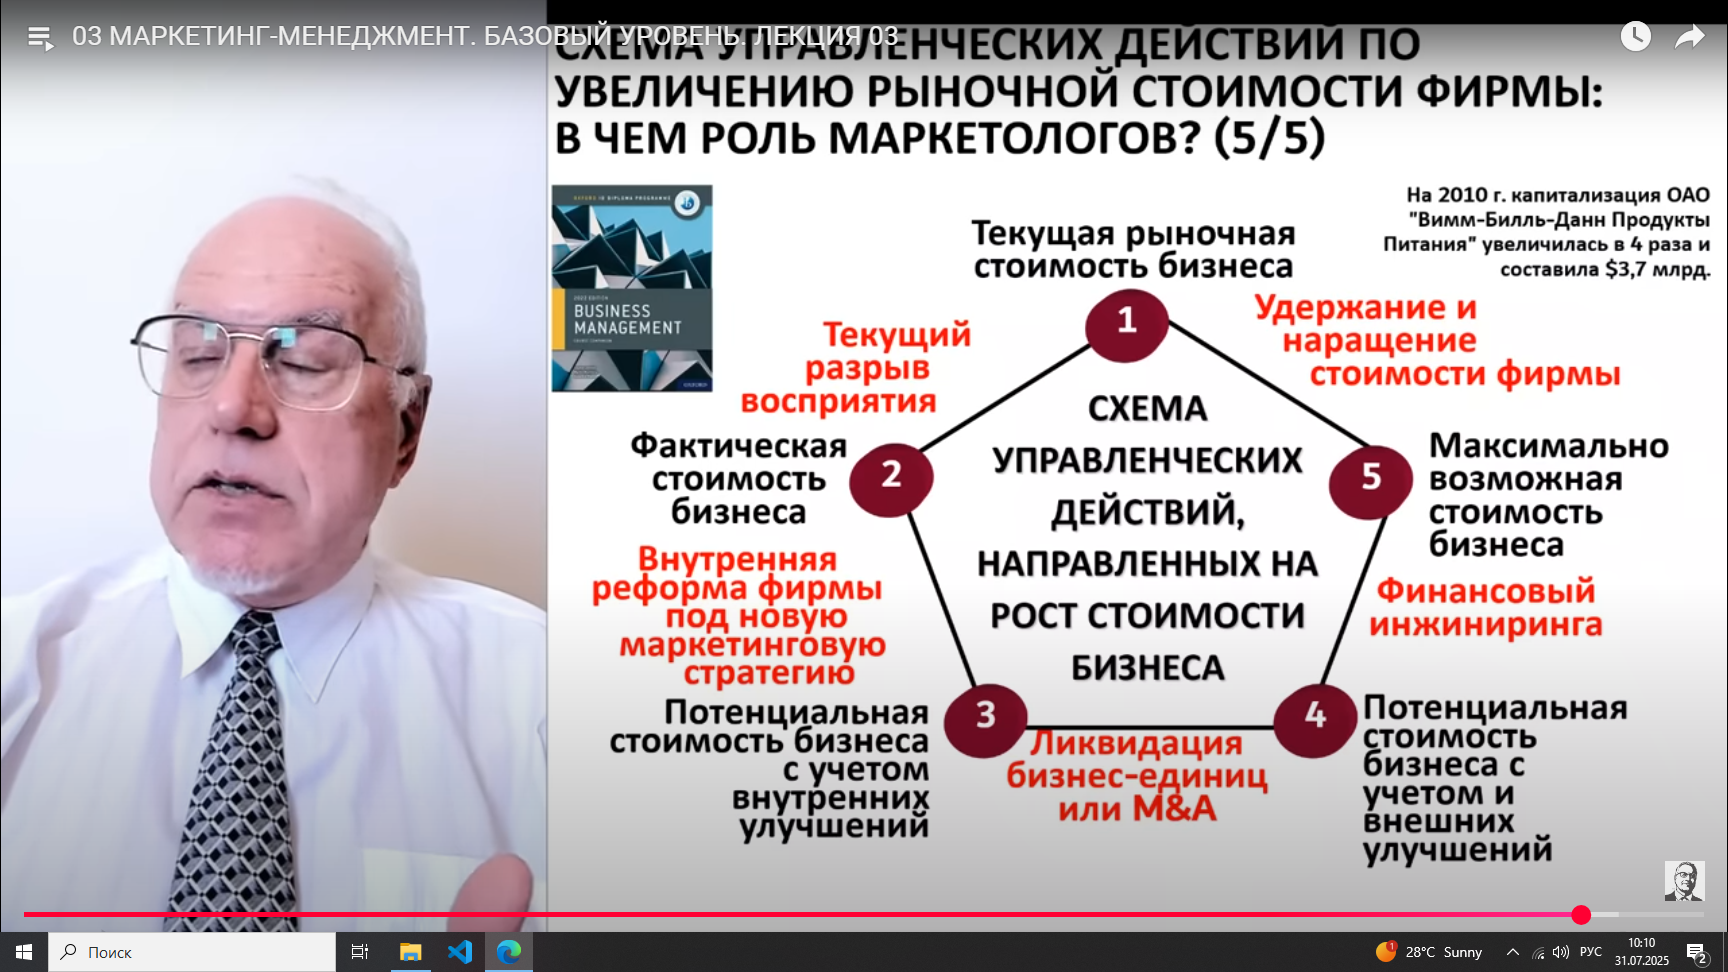 03 МАРКЕТИНГ-МЕНЕДЖМЕНТ. БАЗОВЫЙ УРОВЕНЬ. ЛЕКЦИЯ 03
СХЕМА УПРАВЛЕНЧЕСКИХ ДЕЙСТВИЙ ПО
УВЕЛИЧЕНИЮ РЫНОЧНОЙ СТОИМОСТИ ФИРМЫ:
В ЧЕМ РОЛЬ МАРКЕТОЛОГОВ? (5/5)
OXFORD IB DIPLOMA PROGRAMME
BUSINESS
MANAGEMENT
На 2010 г. капитализация ОАО
"Вимм-Билль-Данн Продукты
Питания" увеличилась в 4 раза и
составила $3,7 млрд.
Текущая рыночная
стоимость бизнеса
1
Удержание и
наращение
стоимости фирмы
Текущий
разрыв
восприятия
Фактическая
стоимость
бизнеса
2
5
Максимально
возможная
стоимость
бизнеса
СХЕМА
УПРАВЛЕНЧЕСКИХ
ДЕЙСТВИЙ,
НАПРАВЛЕННЫХ НА
РОСТ СТОИМОСТИ
БИЗНЕСА
Внутренняя
реформа фирмы
под новую
маркетинговую
стратегию
Финансовый
инжиниринга
Потенциальная
стоимость бизнеса
с учетом
внутренних
улучшений
3
4
Ликвидация
бизнес-единиц
или M&A
Потенциальная
стоимость
бизнеса с
учетом и
внешних
улучшений
Поиск
1
28°C Sunny
РУС
10:10
31.07.2025
2